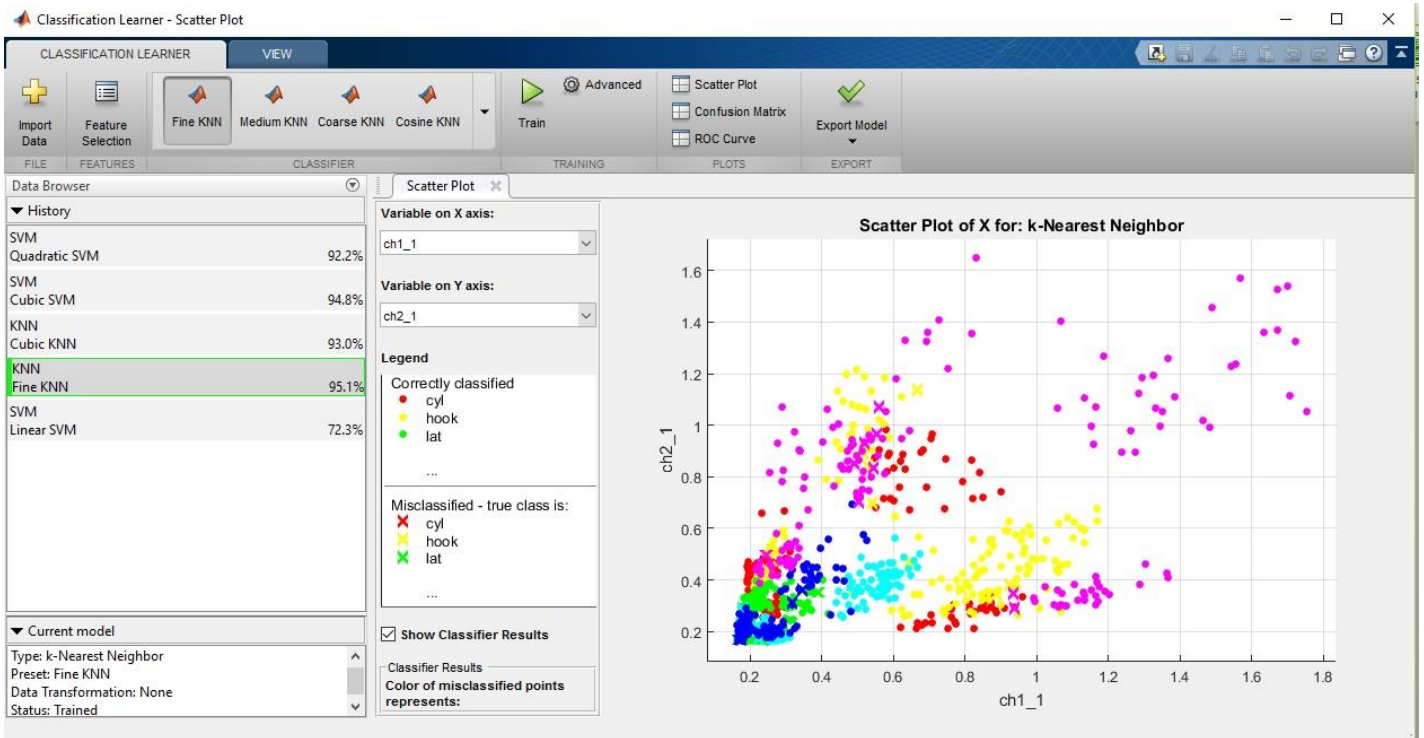 Classification Learner - Scatter Plot
CLASSIFICATION LEARNER
VIEW
Import
Data
Feature
Selection
Fine KNN
Medium KNN
Coarse KNN
Cosine KNN
Train
Advanced
Scatter Plot
Confusion Matrix
ROC Curve
Export Model
FILE
FEATURES
CLASSIFIER
TRAINING
PLOTS
EXPORT
Data Browser
History
SVM
Quadratic SVM 92.2%
SVM
Cubic SVM 94.8%
KNN
Cubic KNN 93.0%
KNN
Fine KNN 95.1%
SVM
Linear SVM 72.3%
Current model
Type: k-Nearest Neighbor
Preset: Fine KNN
Data Transformation: None
Status: Trained
Scatter Plot
Variable on X axis:
ch1_1
Variable on Y axis:
ch2_1
Legend
Correctly classified
cyl
hook
lat
...
Misclassified - true class is:
cyl
hook
lat
...
Show Classifier Results
Classifier Results
Color of misclassified points
represents:
Scatter Plot of X for: k-Nearest Neighbor
1.6
1.4
1.2
1
0.8
0.6
0.4
0.2
ch2_1
0.2 0.4 0.6 0.8 1 1.2 1.4 1.6 1.8
ch1_1